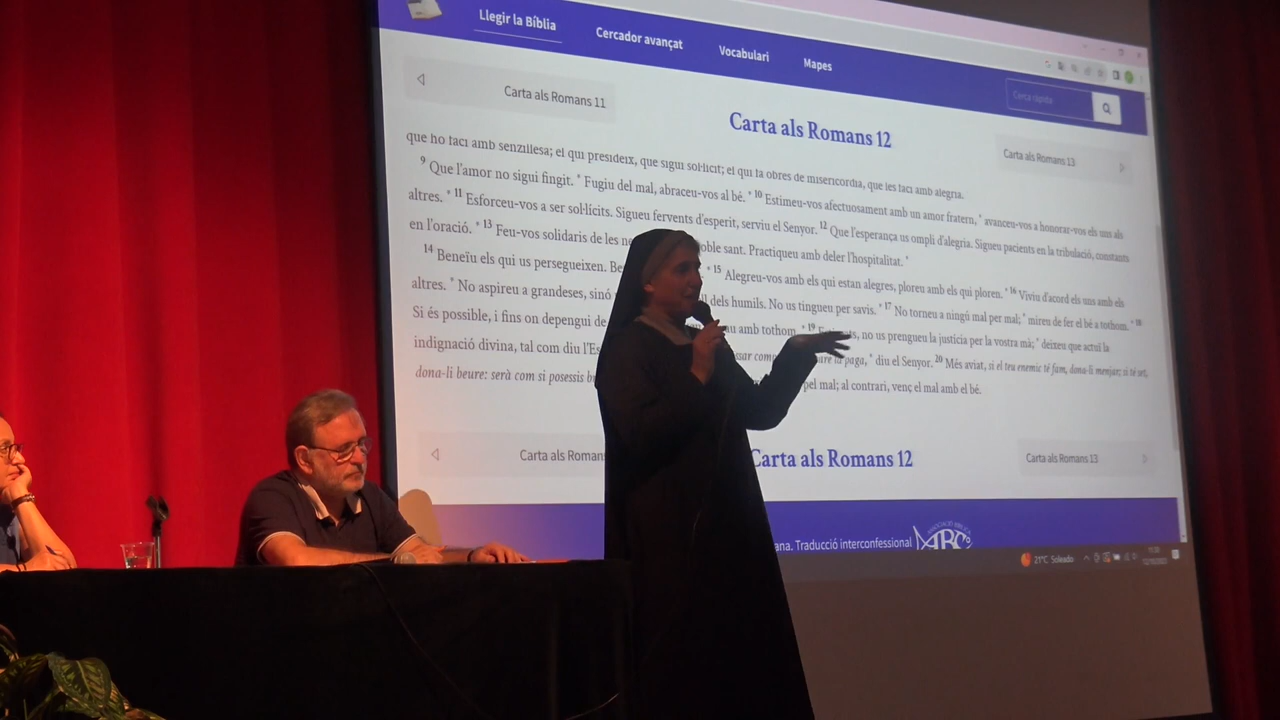 Llegir la Bíblia
Cercador avançat
Vocabulari
Mapes
Cerca ràpida
Carta als Romans 11
Carta als Romans 12
Carta als Romans 13
que ho faci amb senzillesa; el qui presideix, que sigui sol·lícit; el qui fa obres de misericòrdia, que les faci amb alegria.
9 Que l'amor no sigui fingit. * Fugiu del mal, abraceu-vos al bé. * 10 Estimeu-vos afectuosament amb un amor fratern, * avanceu-vos a honorar-vos els uns als
altres. * 11 Esforceu-vos a ser sol·lícits. Sigueu fervents d'esperit, serviu el Senyor. 12 Que l'esperança us ompli d'alegria. Sigueu pacients en la tribulació, constants
en l'oració. * 13 Feu-vos solidaris de les poble sant. Practiqueu amb deler l'hospitalitat. *
14 Beneïu els qui us persegueixen. * 15 Alegreu-vos amb els qui estan alegres, ploreu amb els qui ploren. * 16 Viviu d'acord els uns amb els
altres. * No aspireu a grandeses, sinó dels humils. No us tingueu per savis. * 17 No torneu a ningú mal per mal; * mireu de fer el bé a tothom. * 18
Si és possible, i fins on depengui de amb tothom. * 19 no us prengueu la justícia per la vostra mà; * deixeu que actuï la
indignació divina, tal com diu l'Es la paga, * diu el Senyor. 20 Més aviat, si el teu enemic té fam, dona-li menjar; si té set,
dona-li beure: serà com si posessis pel mal; al contrari, venç el mal amb el bé.
Carta als Romans
Carta als Romans 12
Carta als Romans 13
ana. Traducció interconfessional
ABC
21°C Soleado